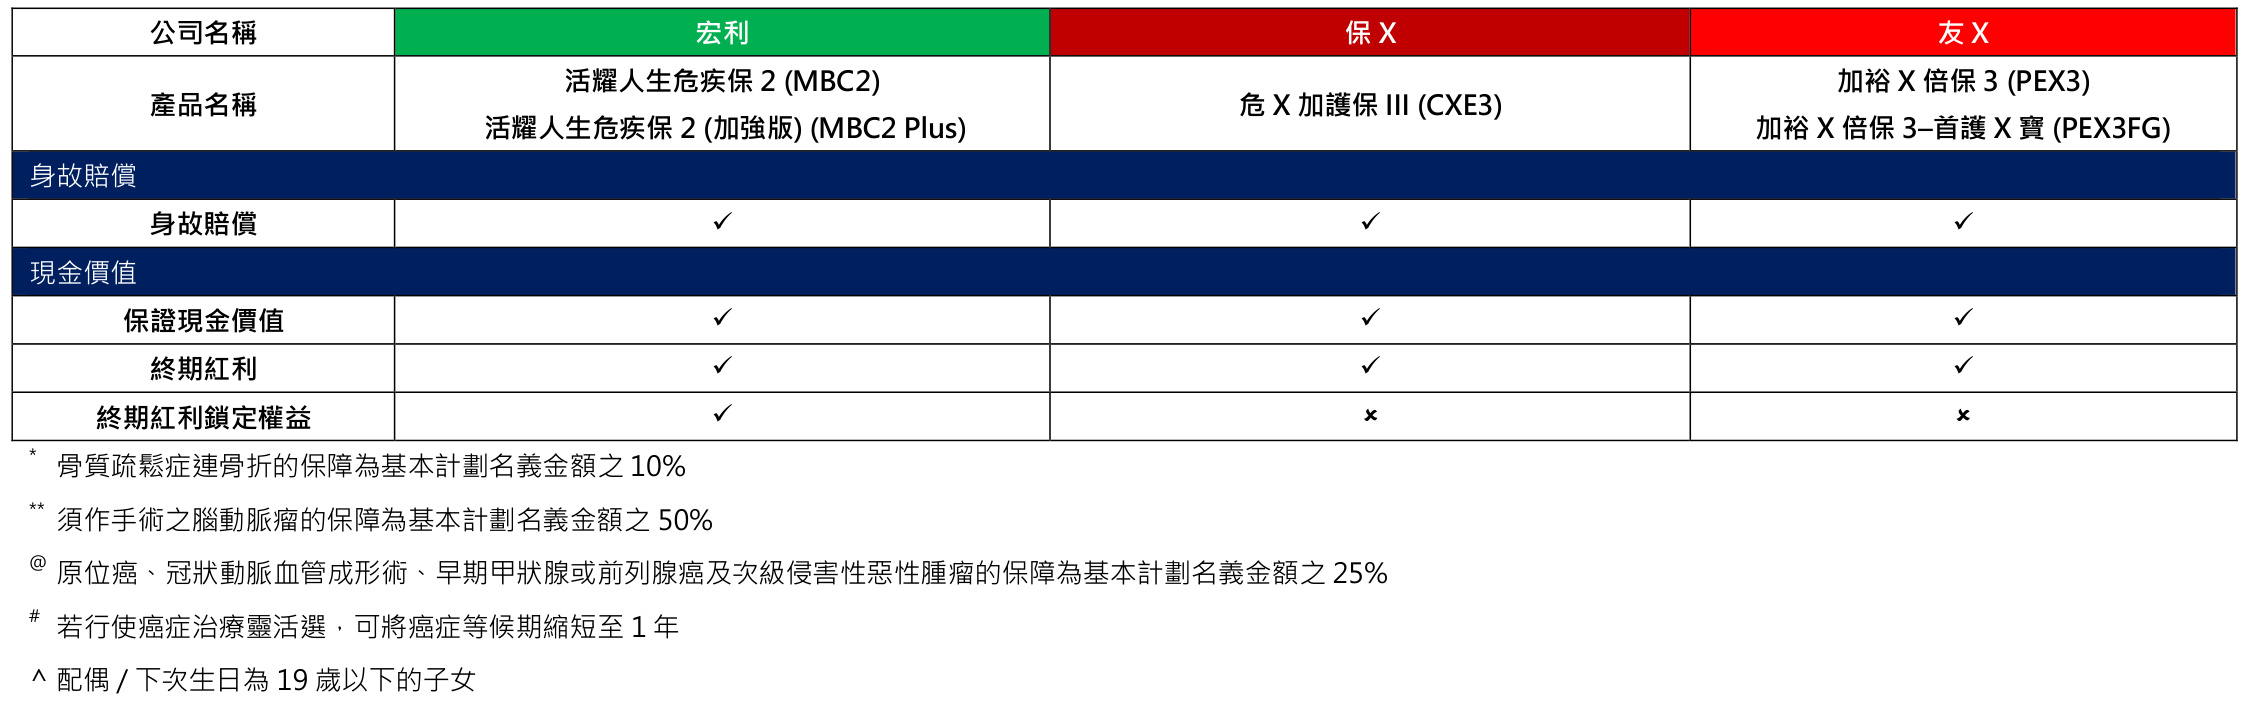 公司名稱 宏利 保 X 友 X
產品名稱 活耀人生危疾保 2 (MBC2) 活耀人生危疾保 2 (加強版) (MBC2 Plus) 危 X 加護保 III (CXE3) 加裕 X 倍保 3 (PEX3) 加裕 X 倍保 3–首護 X 寶 (PEX3FG)
身故賠償
身故賠償 ✓ ✓ ✓
現金價值
保證現金價值 ✓ ✓ ✓
終期紅利 ✓ ✓ ✓
終期紅利鎖定權益 ✓ ✗ ✗
* 骨質疏鬆症連骨折的保障為基本計劃名義金額之 10%
** 須作手術之腦動脈瘤的保障為基本計劃名義金額之 50%
@ 原位癌、冠狀動脈血管成形術、早期甲狀腺或前列腺癌及次級侵害性惡性腫瘤的保障為基本計劃名義金額之 25%
# 若行使癌症治療靈活選，可將癌症等候期縮短至 1 年
^ 配偶 / 下次生日為 19 歲以下的子女